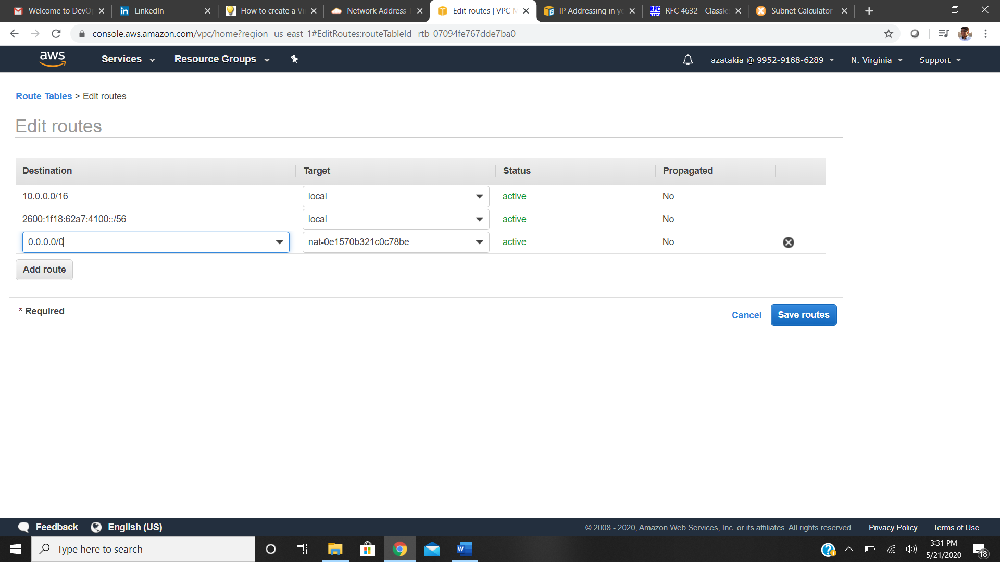 Welcome to DevOp
LinkedIn
How to create a Vi
Network Address T
Edit routes | VPC M
IP Addressing in yo
RFC 4632 - Classle
Subnet Calculator
console.aws.amazon.com/vpc/home?region=us-east-1#EditRoutes:routeTableId=rtb-07094fe767dde7ba0
aws Services Resource Groups azatakia @ 9952-9188-6289 N. Virginia Support
Route Tables > Edit routes
Edit routes
Destination Target Status Propagated
10.0.0.0/16 local active No
2600:1f18:62a7:4100::/56 local active No
0.0.0.0/0 nat-0e1570b321c0c78be active No
Add route
* Required
Cancel Save routes
Feedback English (US) © 2008 - 2020, Amazon Web Services, Inc. or its affiliates. All rights reserved. Privacy Policy Terms of Use
Type here to search
3:31 PM
5/21/2020
18